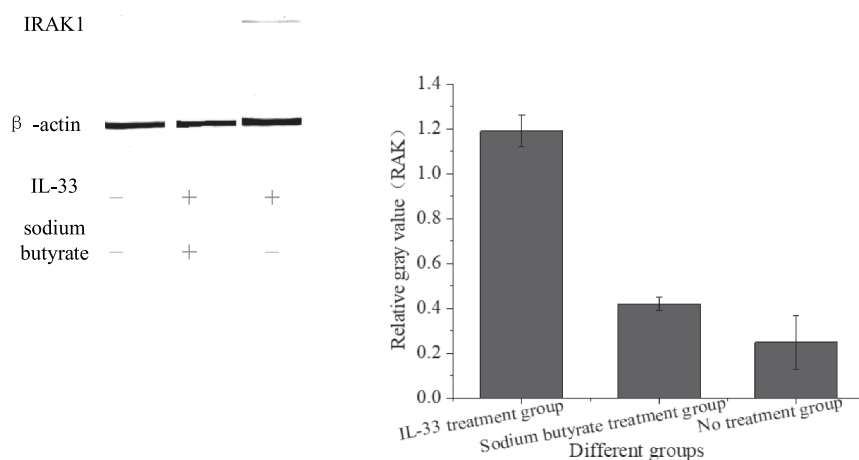 IRAK1
β -actin
IL-33 − + +
sodium
butyrate − + −
Relative gray value（RAK）
1.4
1.2
1.0
0.8
0.6
0.4
0.2
0.0
IL-33 treatment group
Sodium butyrate treatment group
No treatment group
Different groups